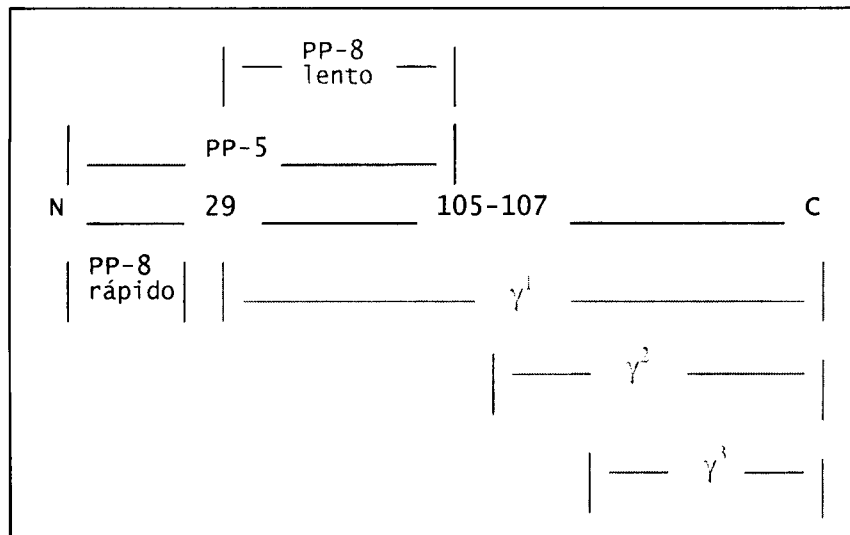 PP-8
lento
PP-5
N 29 105-107 C
PP-8
rápido
γ1
γ2
γ3